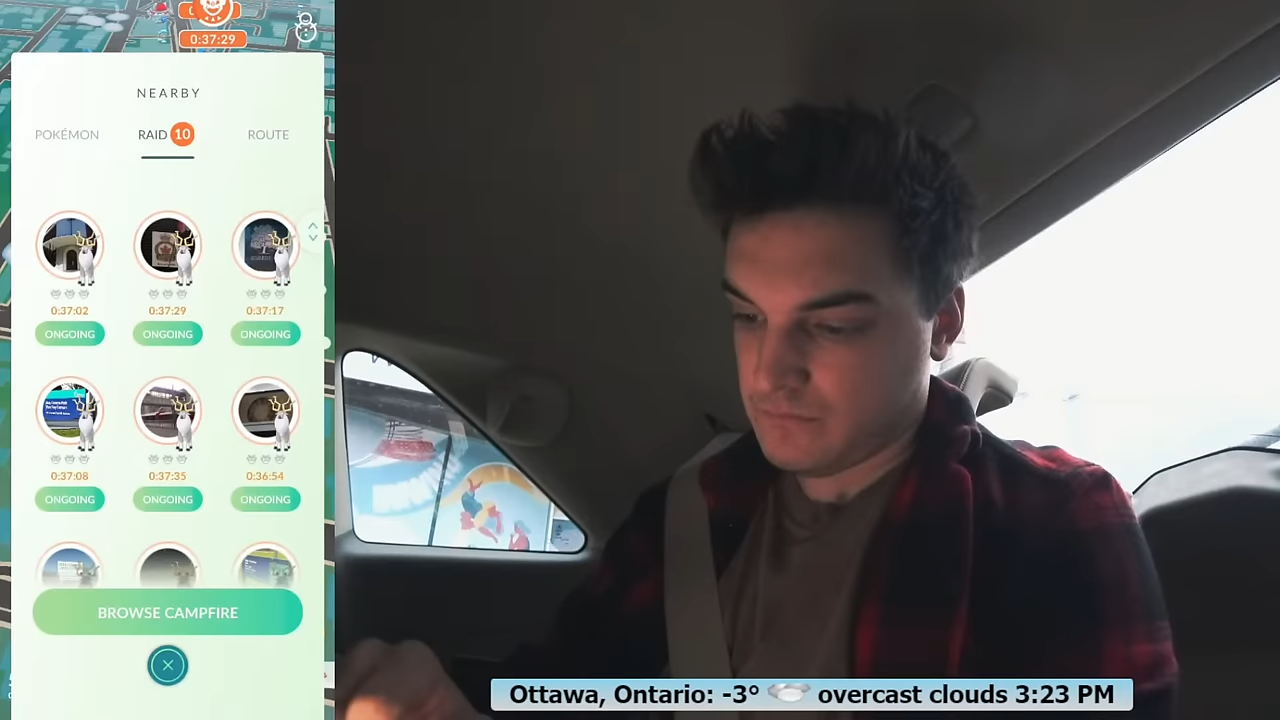 0:37:29
NEARBY
POKÉMON RAID 10 ROUTE
0:37:02 0:37:29 0:37:17
ONGOING ONGOING ONGOING
0:37:08 0:37:35 0:36:54
ONGOING ONGOING ONGOING
BROWSE CAMPFIRE
Ottawa, Ontario: -3° overcast clouds 3:23 PM